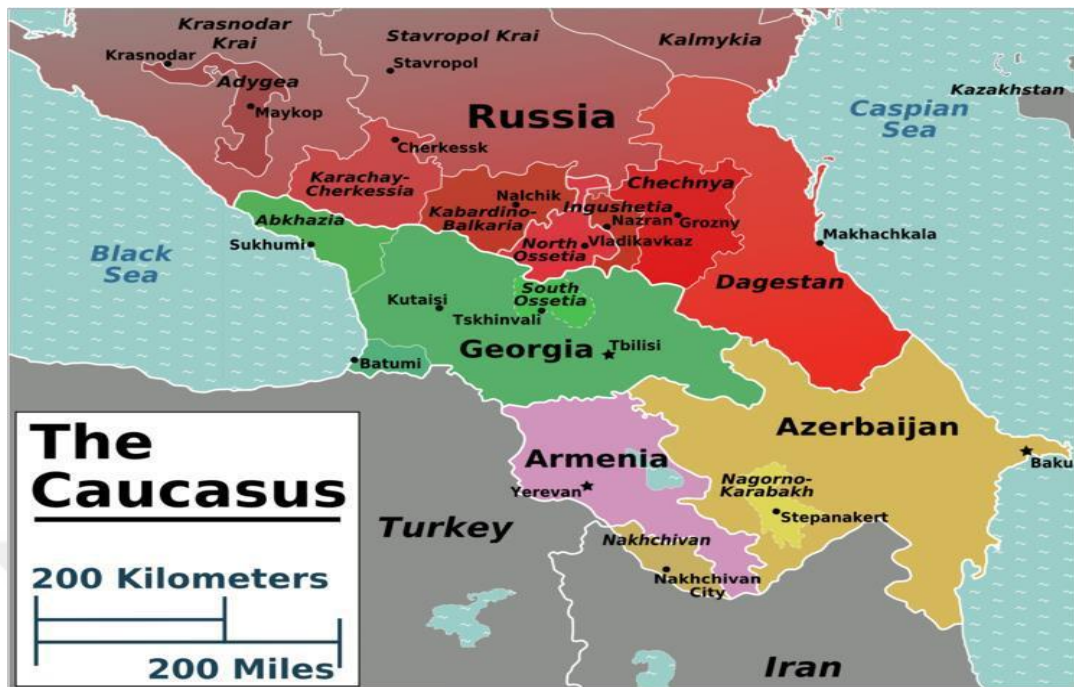 Krasnodar
Krai
Krasnodar
Adygea
Maykop
Stavropol Krai
Stavropol
Kalmykia
Kazakhstan
Caspian
Sea
Russia
Cherkessk
Karachay-
Cherkessia
Nalchik
Kabardino-
Balkaria
Chechnya
Ingushetia
Nazran
Grozny
North
Ossetia
Vladikavkaz
Makhachkala
Dagestan
Abkhazia
Sukhumi
Black
Sea
Kutaisi
South
Ossetia
Tskhinvali
Georgia
Tbilisi
Batumi
Azerbaijan
Baku
Armenia
Yerevan
Nagorno-
Karabakh
Stepanakert
Nakhchivan
Nakhchivan
City
Turkey
Iran
The
Caucasus
200 Kilometers
200 Miles